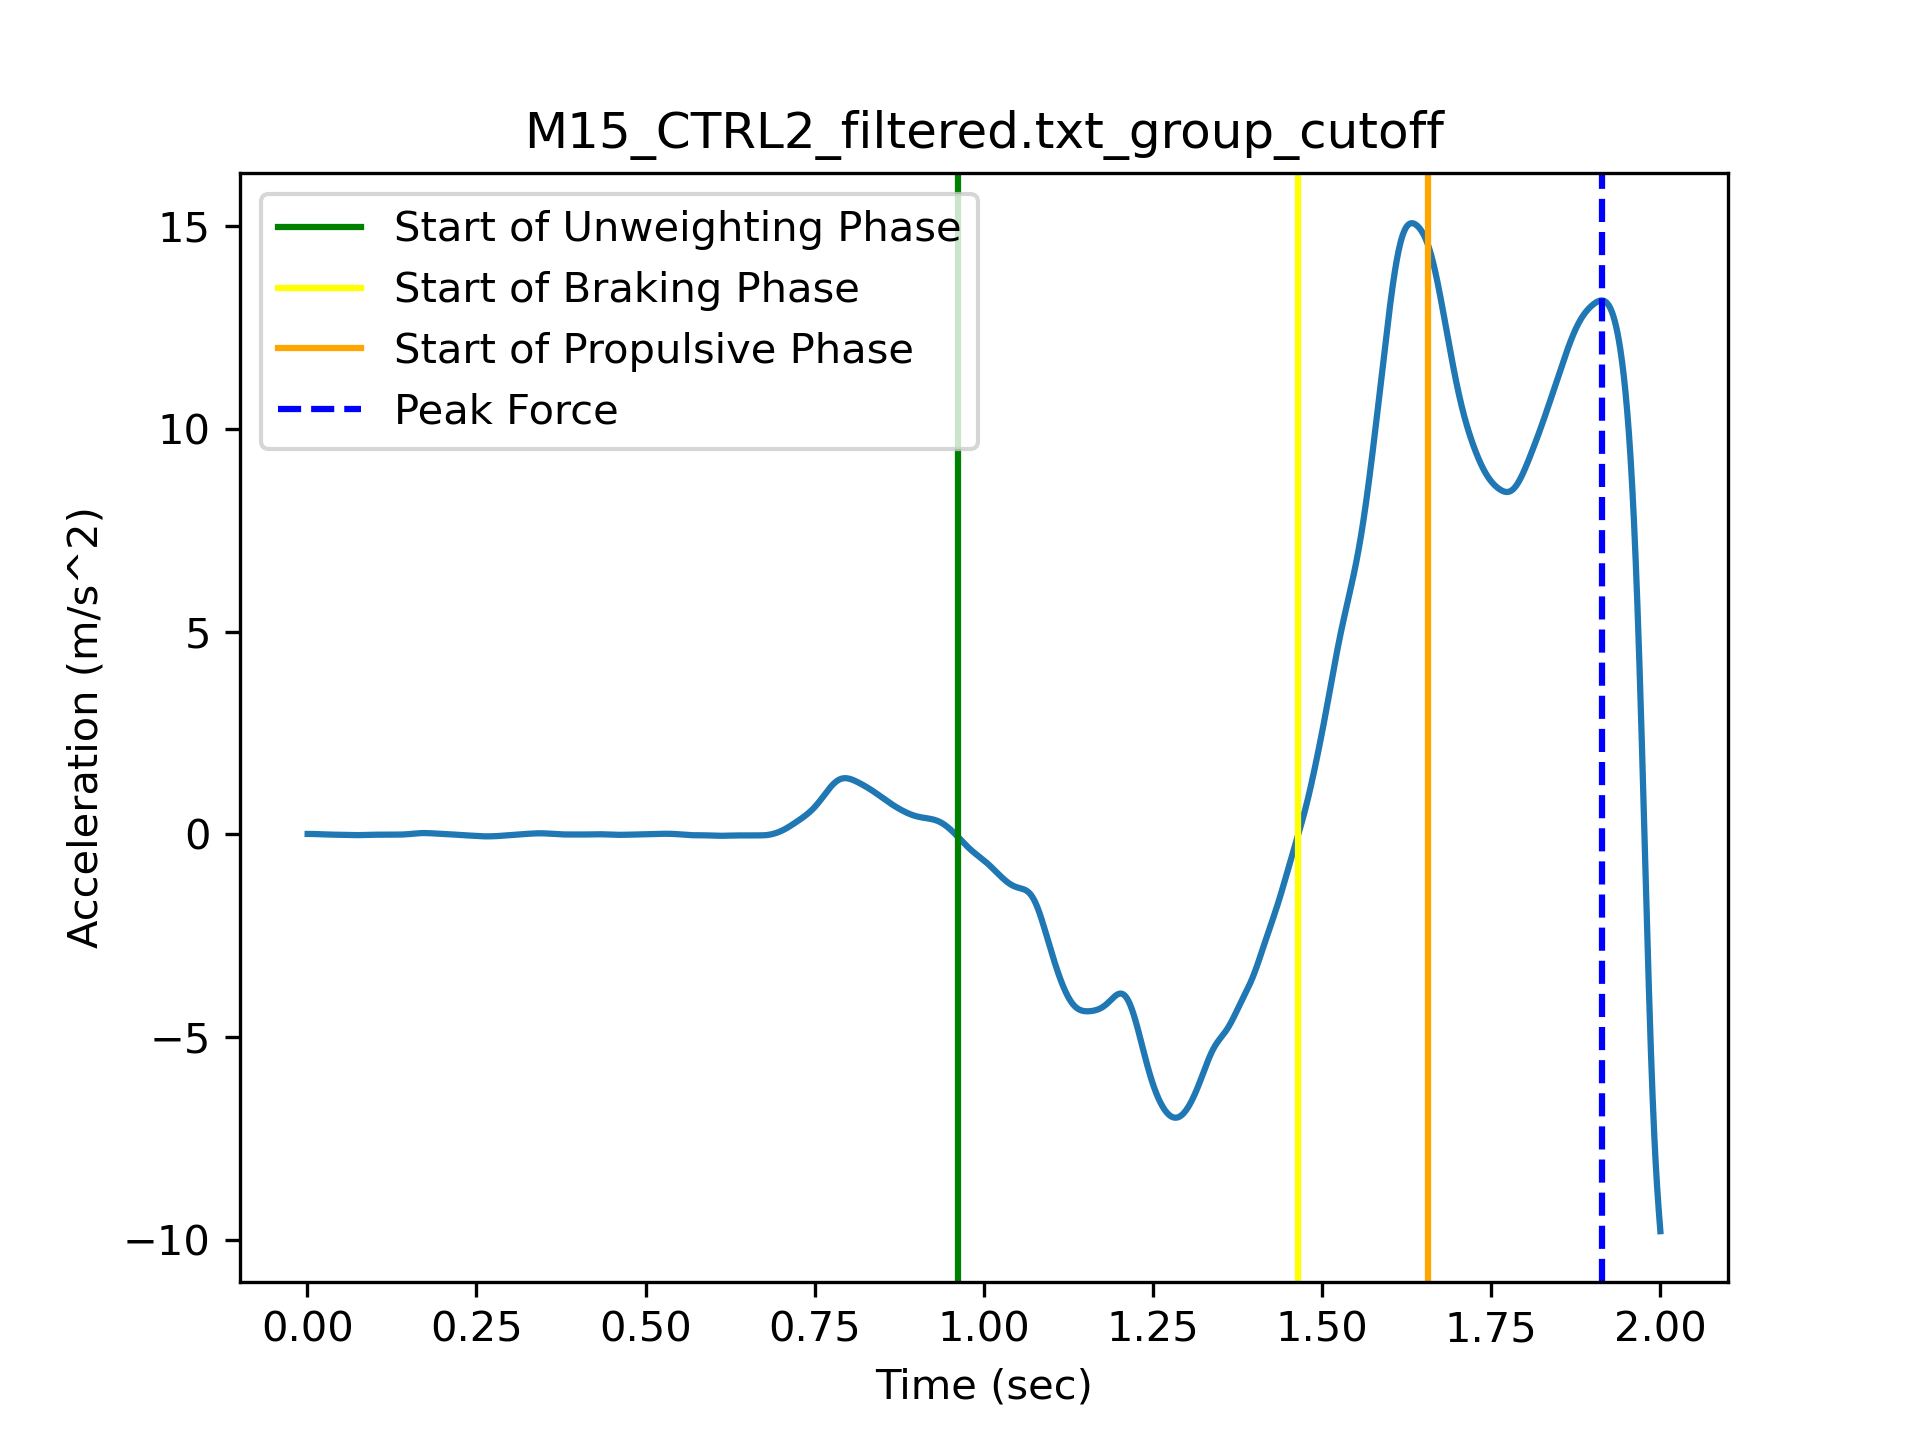 M15_CTRL2_filtered.txt_group_cutoff
Start of Unweighting Phase
Start of Braking Phase
Start of Propulsive Phase
Peak Force
15
10
5
0
−5
−10
Acceleration (m/s^2)
0.00 0.25 0.50 0.75 1.00 1.25 1.50 1.75 2.00
Time (sec)